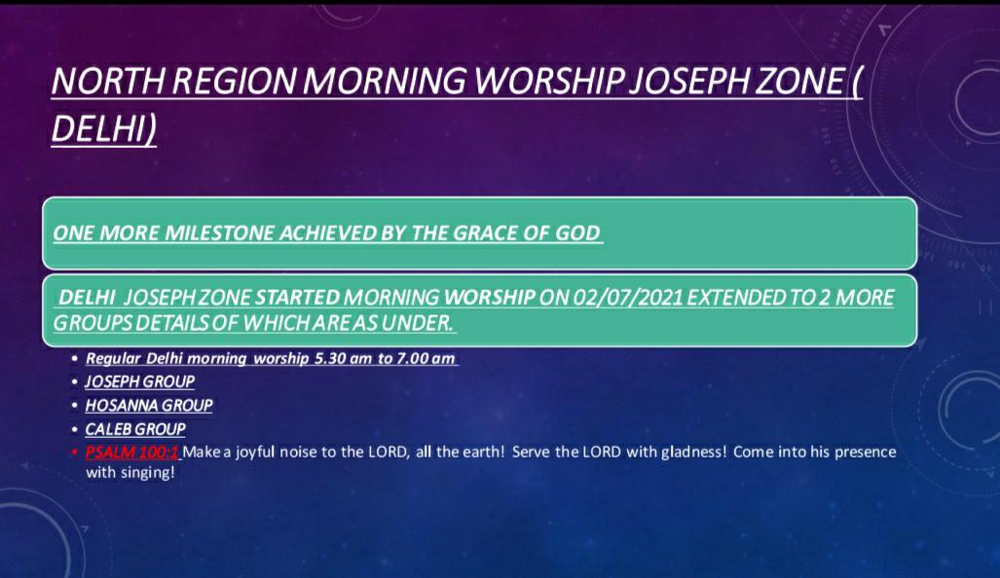 NORTH REGION MORNING WORSHIP JOSEPH ZONE (
DELHI)
ONE MORE MILESTONE ACHIEVED BY THE GRACE OF GOD
DELHI JOSEPH ZONE STARTED MORNING WORSHIP ON 02/07/2021 EXTENDED TO 2 MORE
GROUPS DETAILS OF WHICH ARE AS UNDER.
• Regular Delhi morning worship 5.30 am to 7.00 am
• JOSEPH GROUP
• HOSANNA GROUP
• CALEB GROUP
• PSALM 100:1 Make a joyful noise to the LORD, all the earth! Serve the LORD with gladness! Come into his presence
with singing!